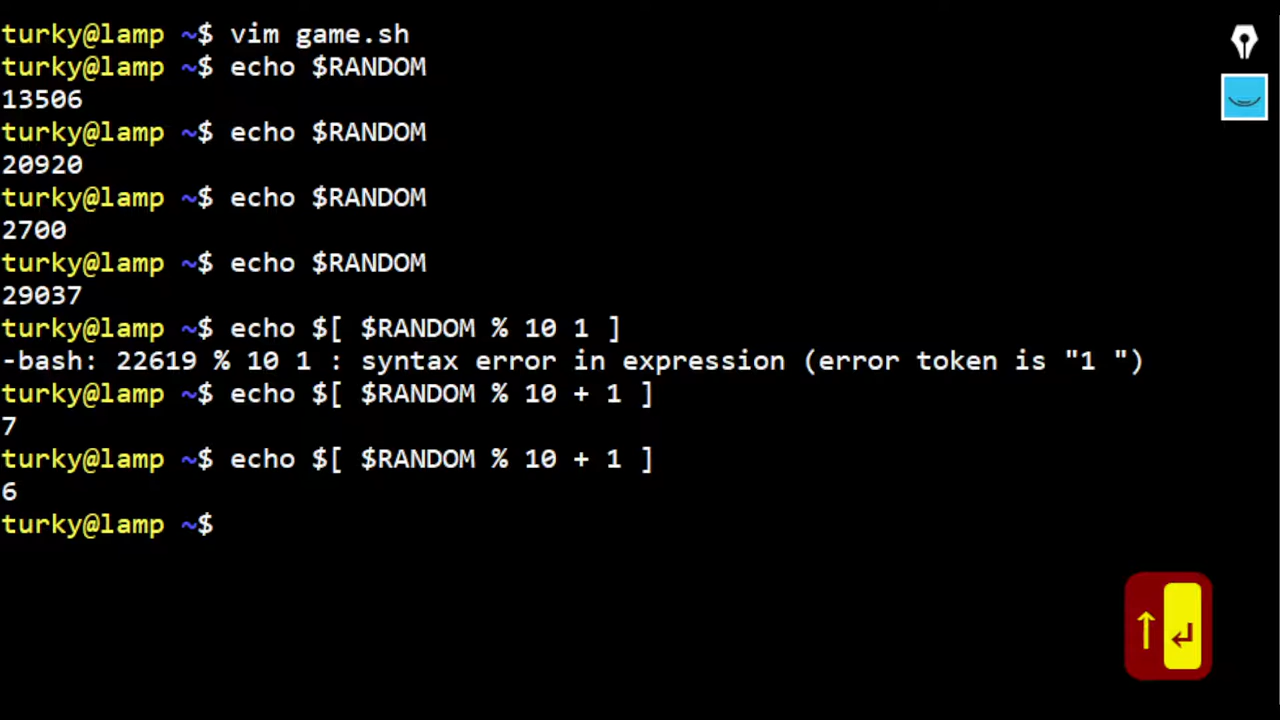 turky@lamp ~$ vim game.sh
turky@lamp ~$ echo $RANDOM
13506
turky@lamp ~$ echo $RANDOM
20920
turky@lamp ~$ echo $RANDOM
2700
turky@lamp ~$ echo $RANDOM
29037
turky@lamp ~$ echo $[ $RANDOM % 10 1 ]
-bash: 22619 % 10 1 : syntax error in expression (error token is "1 ")
turky@lamp ~$ echo $[ $RANDOM % 10 + 1 ]
7
turky@lamp ~$ echo $[ $RANDOM % 10 + 1 ]
6
turky@lamp ~$
↑ ↵